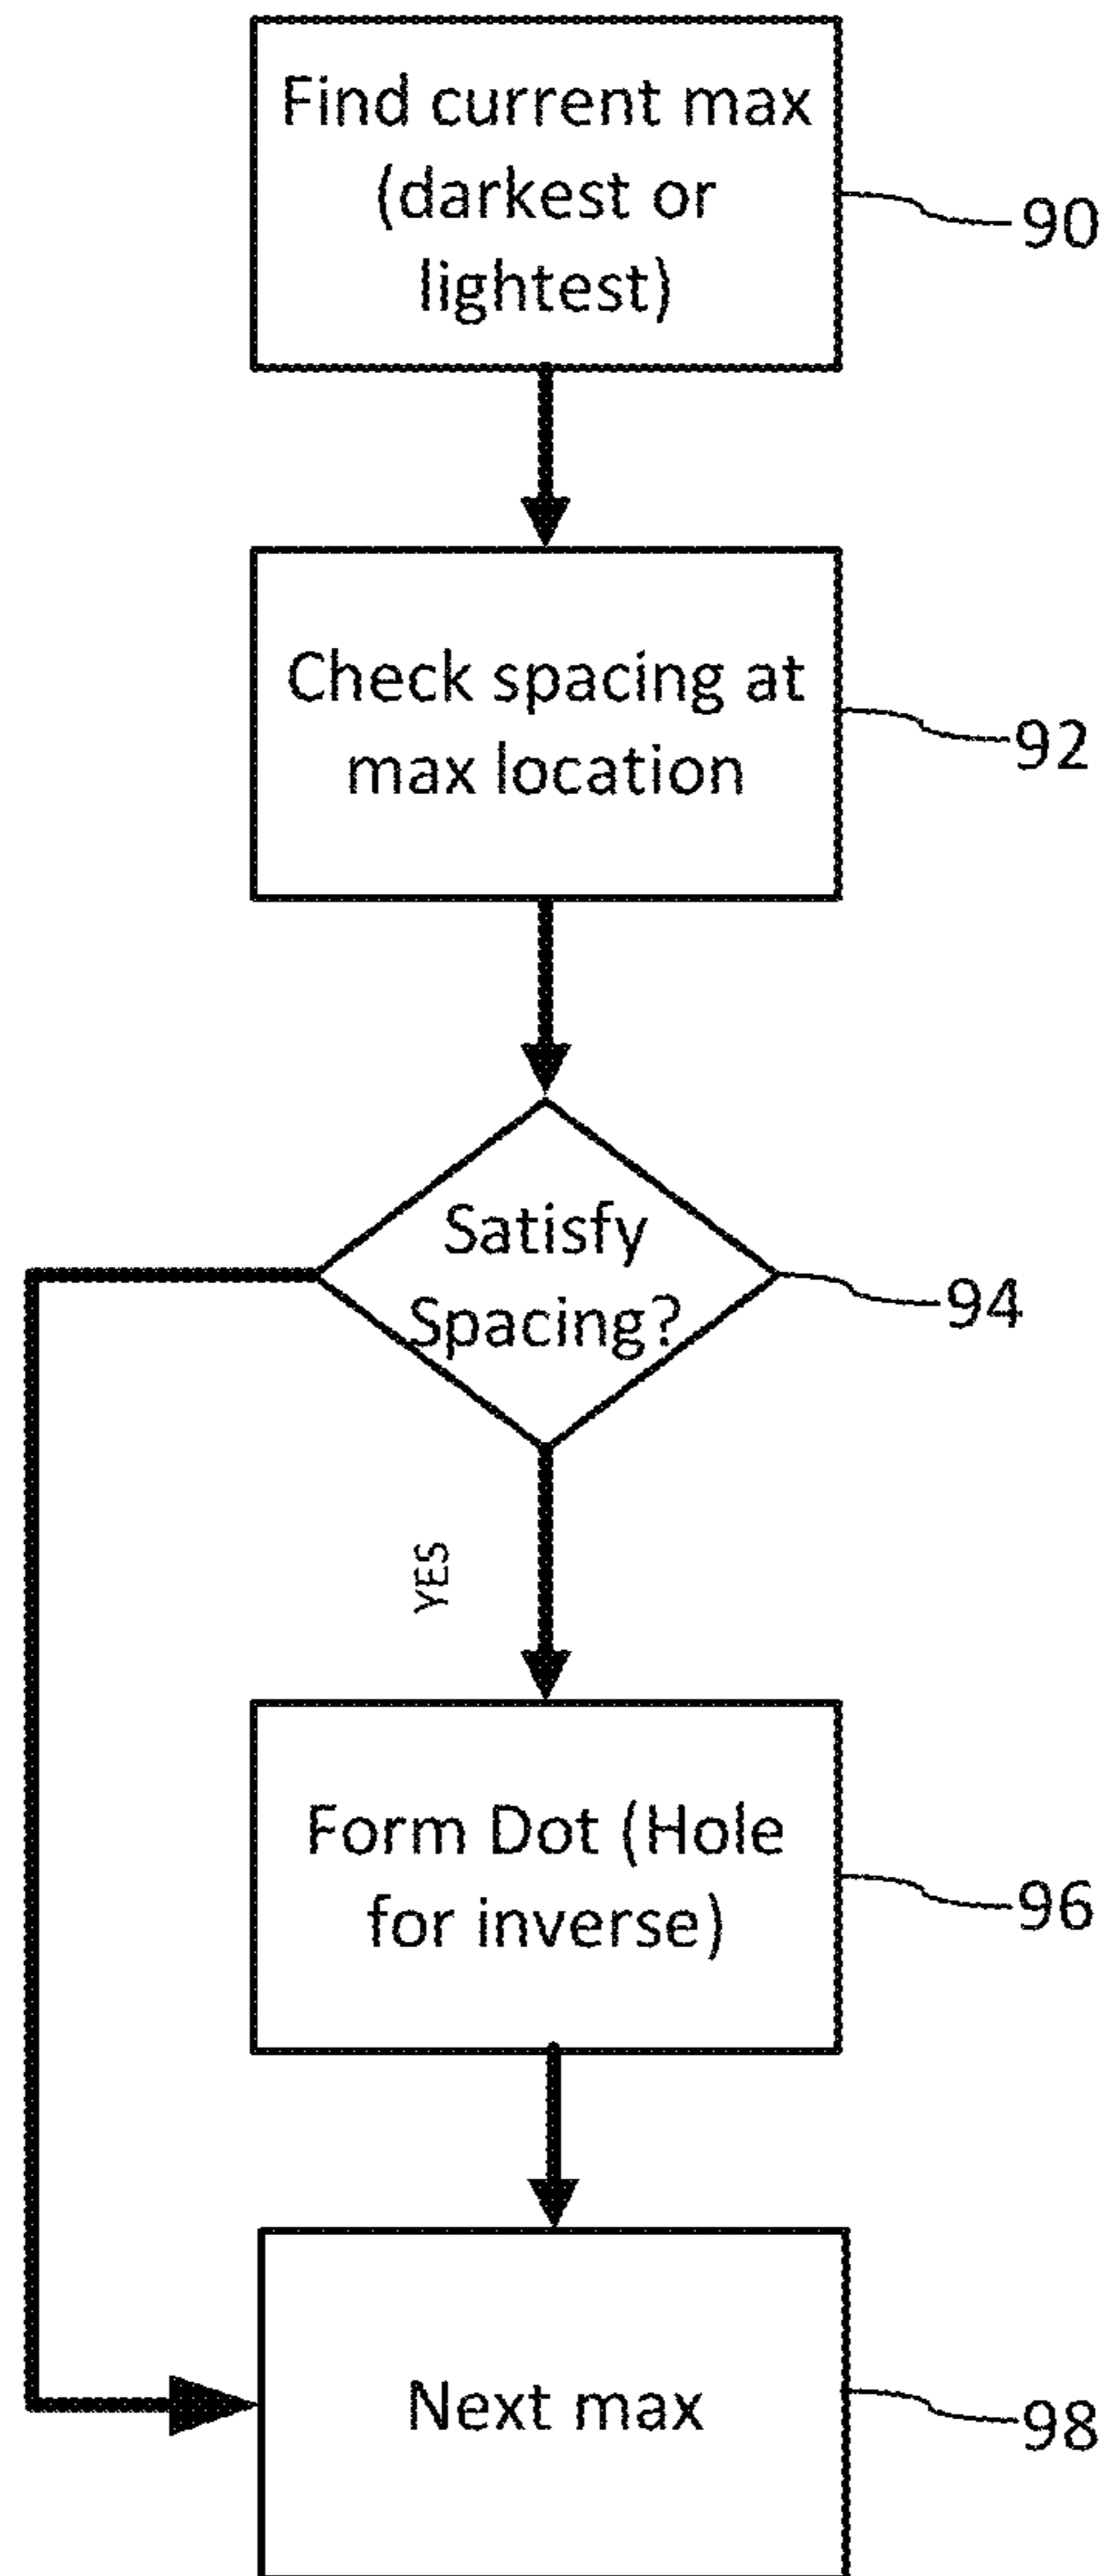 Find current max
(darkest or
lightest)
90
Check spacing at
max location
92
Satisfy
Spacing?
94
YES
Form Dot (Hole
for inverse)
96
Next max
98